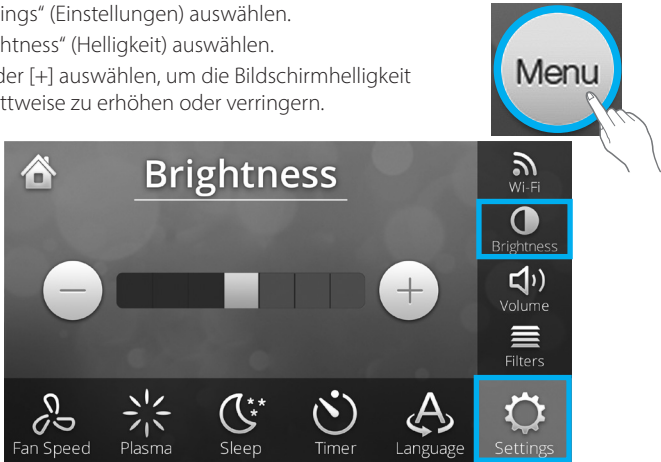 ings“ (Einstellungen) auswählen.
ghtness“ (Helligkeit) auswählen.
der [+] auswählen, um die Bildschirmhelligkeit
ttweise zu erhöhen oder verringern.
Menu
Brightness
Wi-Fi
Brightness
Volume
Filters
Fan Speed Plasma Sleep Timer Language Settings